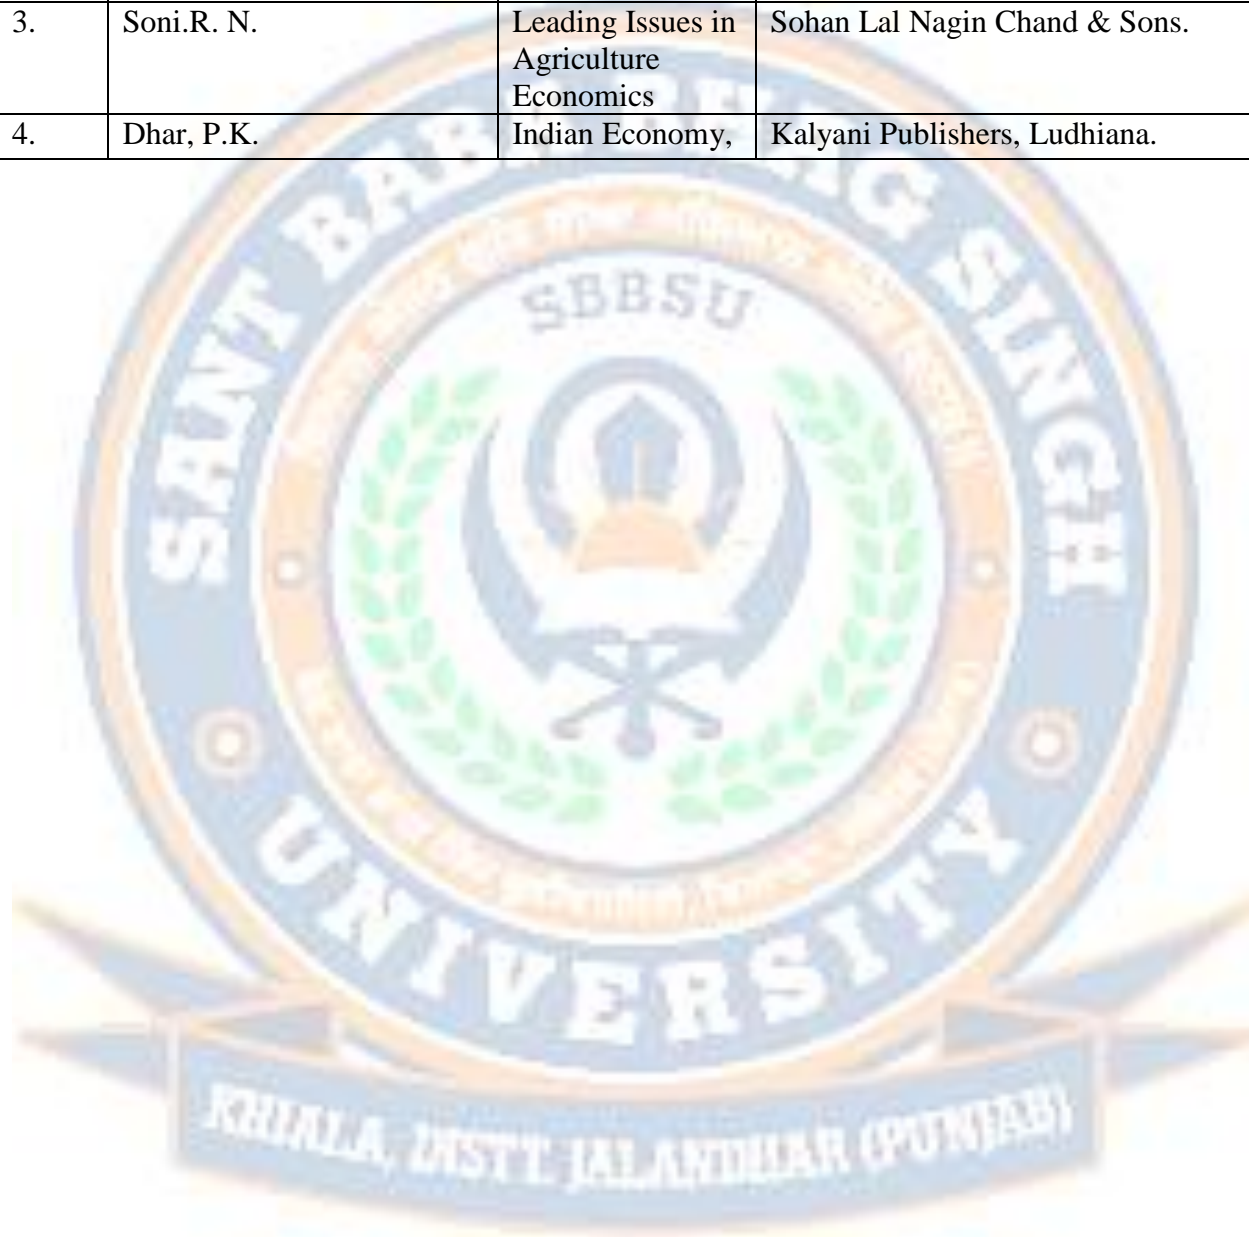 3. Soni.R. N. Leading Issues in Sohan Lal Nagin Chand & Sons.
Agriculture
Economics
4. Dhar, P.K. Indian Economy, Kalyani Publishers, Ludhiana.
SANT BABA BHAG SINGH
SBBSU
UNIVERSITY
KHIALA, DISTT. JALANDHAR (PUNJAB)